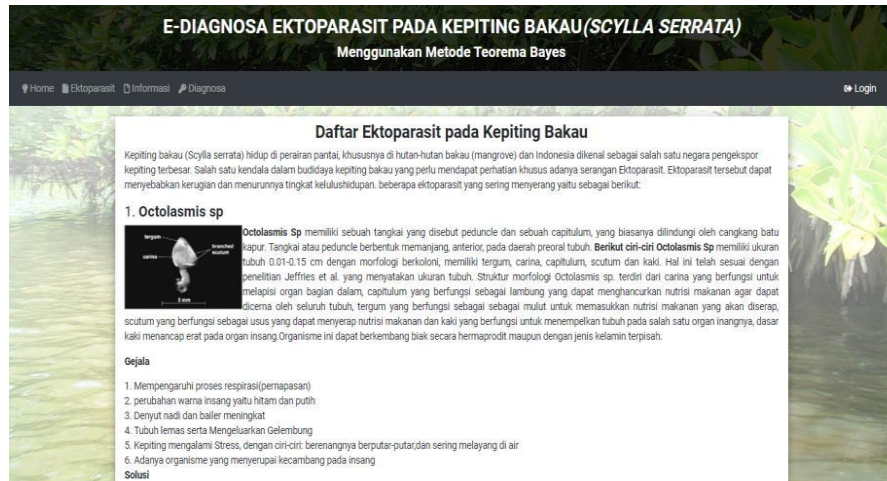 E-DIAGNOSA EKTOPARASIT PADA KEPITING BAKAU(SCYLLA SERRATA)
Menggunakan Metode Teorema Bayes
Home Ektoparasit Informasi Diagnosa Login
Daftar Ektoparasit pada Kepiting Bakau
Kepiting bakau (Scylla serrata) hidup di perairan pantai, khususnya di hutan-hutan bakau (mangrove) dan Indonesia dikenal sebagai salah satu negara pengekspor
kepiting terbesar. Salah satu kendala dalam budidaya kepiting bakau yang perlu mendapat perhatian khusus adanya serangan Ektoparasit. Ektoparasit tersebut dapat
menyebabkan kerugian dan menurunnya tingkat kelulushidupan. beberapa ektoparasit yang sering menyerang yaitu sebagai berikut:
1. Octolasmis sp
tergum
carina
branched
scutum
5 mm
Octolasmis Sp memiliki sebuah tangkai yang disebut peduncle dan sebuah capitulum, yang biasanya dilindungi oleh cangkang batu
kapur. Tangkai atau peduncle berbentuk memanjang, anterior, pada daerah preoral tubuh. Berikut ciri-ciri Octolasmis Sp memiliki ukuran
tubuh 0.01-0.15 cm dengan morfologi berkoloni, memiliki tergum, carina, capitulum, scutum dan kaki. Hal ini telah sesuai dengan
penelitian Jeffries et al. yang menyatakan ukuran tubuh. Struktur morfologi Octolasmis sp. terdiri dari carina yang berfungsi untuk
melapisi organ bagian dalam, capitulum yang berfungsi sebagai lambung yang dapat menghancurkan nutrisi makanan agar dapat
dicerna oleh seluruh tubuh, tergum yang berfungsi sebagai sebagai mulut untuk memasukkan nutrisi makanan yang akan diserap,
scutum yang berfungsi sebagai usus yang dapat menyerap nutrisi makanan dan kaki yang berfungsi untuk menempelkan tubuh pada salah satu organ inangnya, dasar
kaki menancap erat pada organ insang.Organisme ini dapat berkembang biak secara hermaprodit maupun dengan jenis kelamin terpisah.
Gejala
1. Mempengaruhi proses respirasi(pernapasan)
2. perubahan warna insang yaitu hitam dan putih
3. Denyut nadi dan bailer meningkat
4. Tubuh lemas serta Mengeluarkan Gelembung
5. Kepiting mengalami Stress, dengan ciri-ciri: berenangnya berputar-putar,dan sering melayang di air
6. Adanya organisme yang menyerupai kecambang pada insang
Solusi